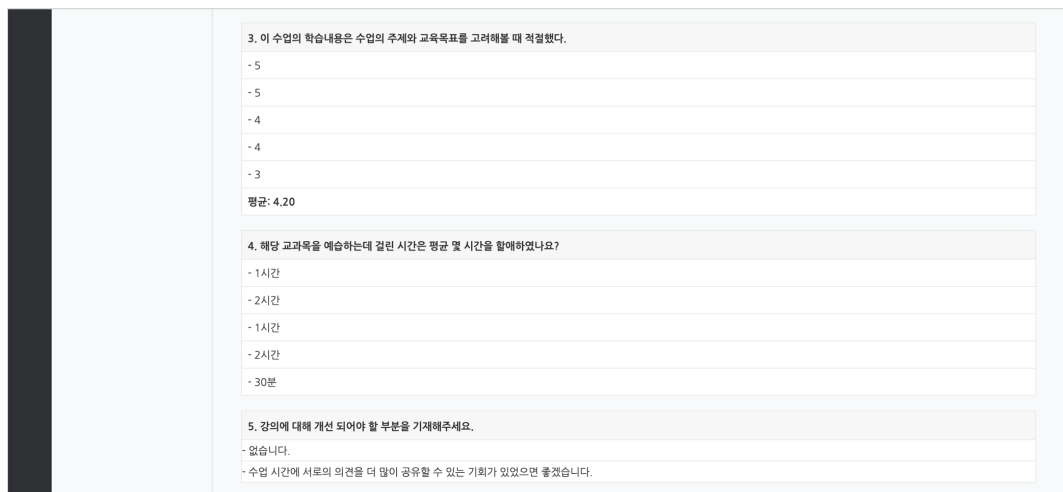 3. 이 수업의 학습내용은 수업의 주제와 교육목표를 고려해볼 때 적절했다.
- 5
- 5
- 4
- 4
- 3
평균: 4.20
4. 해당 교과목을 예습하는데 걸린 시간은 평균 몇 시간을 할애하였나요?
- 1시간
- 2시간
- 1시간
- 2시간
- 30분
5. 강의에 대해 개선 되어야 할 부분을 기재해주세요.
- 없습니다.
- 수업 시간에 서로의 의견을 더 많이 공유할 수 있는 기회가 있었으면 좋겠습니다.